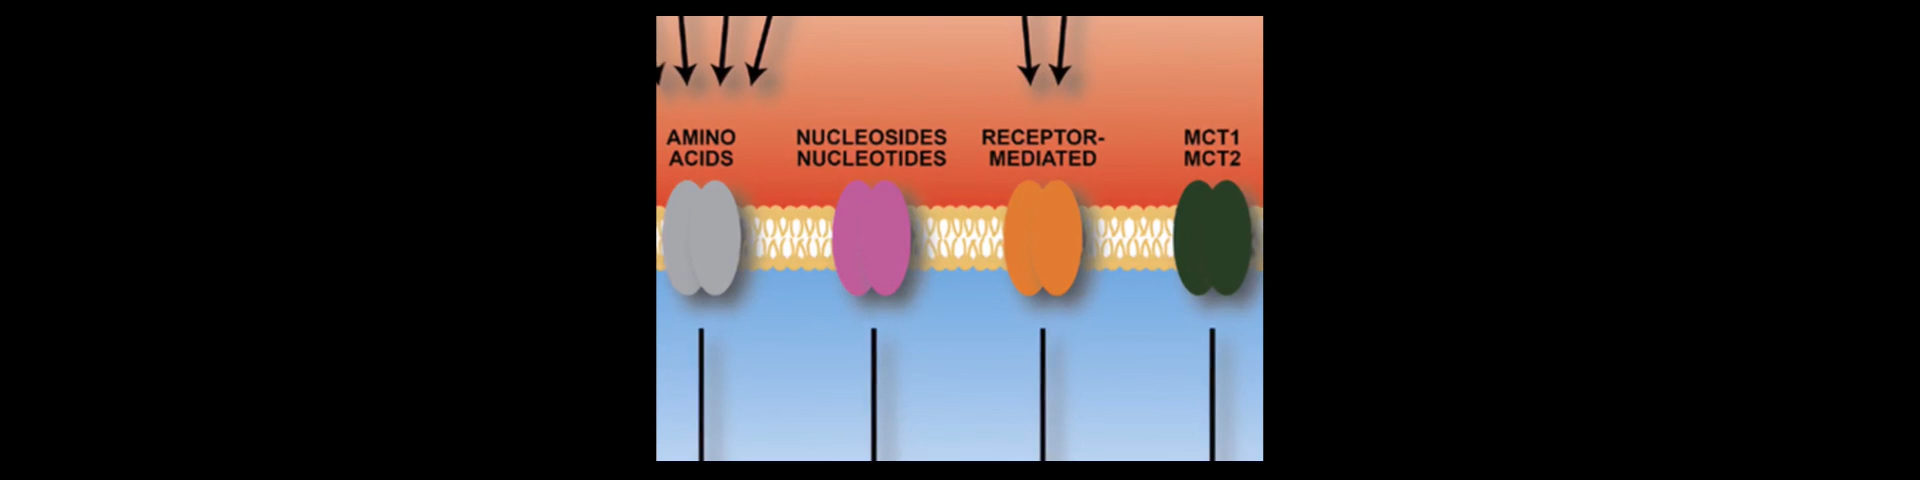 AMINO
ACIDS
NUCLEOSIDES
NUCLEOTIDES
RECEPTOR-
MEDIATED
MCT1
MCT2